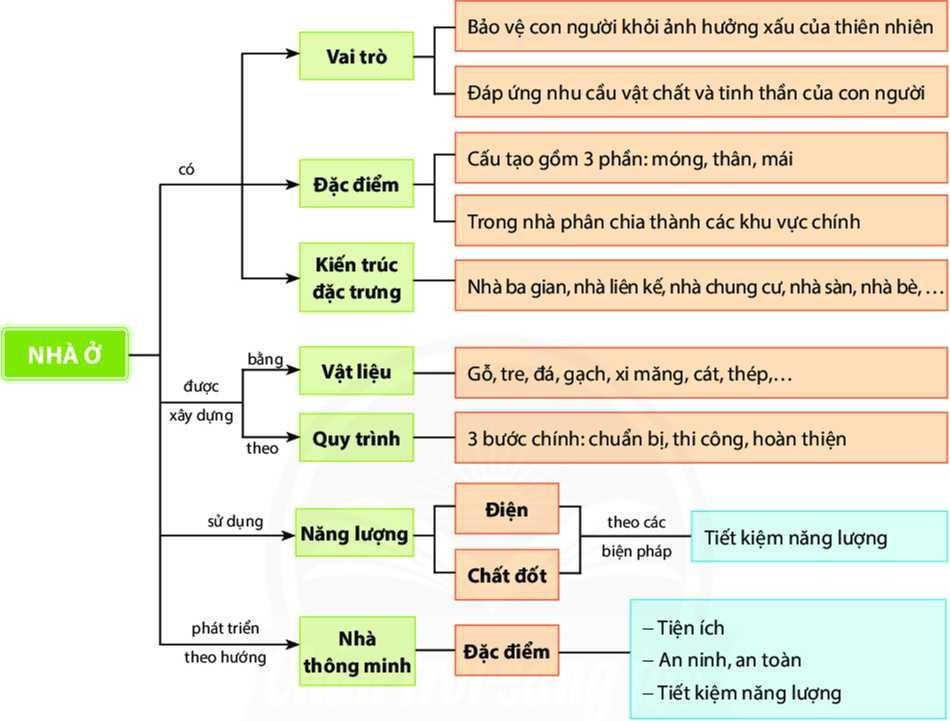 NHÀ Ở
có
Vai trò
Bảo vệ con người khỏi ảnh hưởng xấu của thiên nhiên
Đáp ứng nhu cầu vật chất và tinh thần của con người
Đặc điểm
Cấu tạo gồm 3 phần: móng, thân, mái
Trong nhà phân chia thành các khu vực chính
Kiến trúc
đặc trưng
Nhà ba gian, nhà liên kế, nhà chung cư, nhà sàn, nhà bè, …
được
xây dựng
bằng
Vật liệu
Gỗ, tre, đá, gạch, xi măng, cát, thép,…
theo
Quy trình
3 bước chính: chuẩn bị, thi công, hoàn thiện
sử dụng
Năng lượng
Điện
Chất đốt
theo các
biện pháp
Tiết kiệm năng lượng
phát triển
theo hướng
Nhà
thông minh
Đặc điểm
– Tiện ích
– An ninh, an toàn
– Tiết kiệm năng lượng